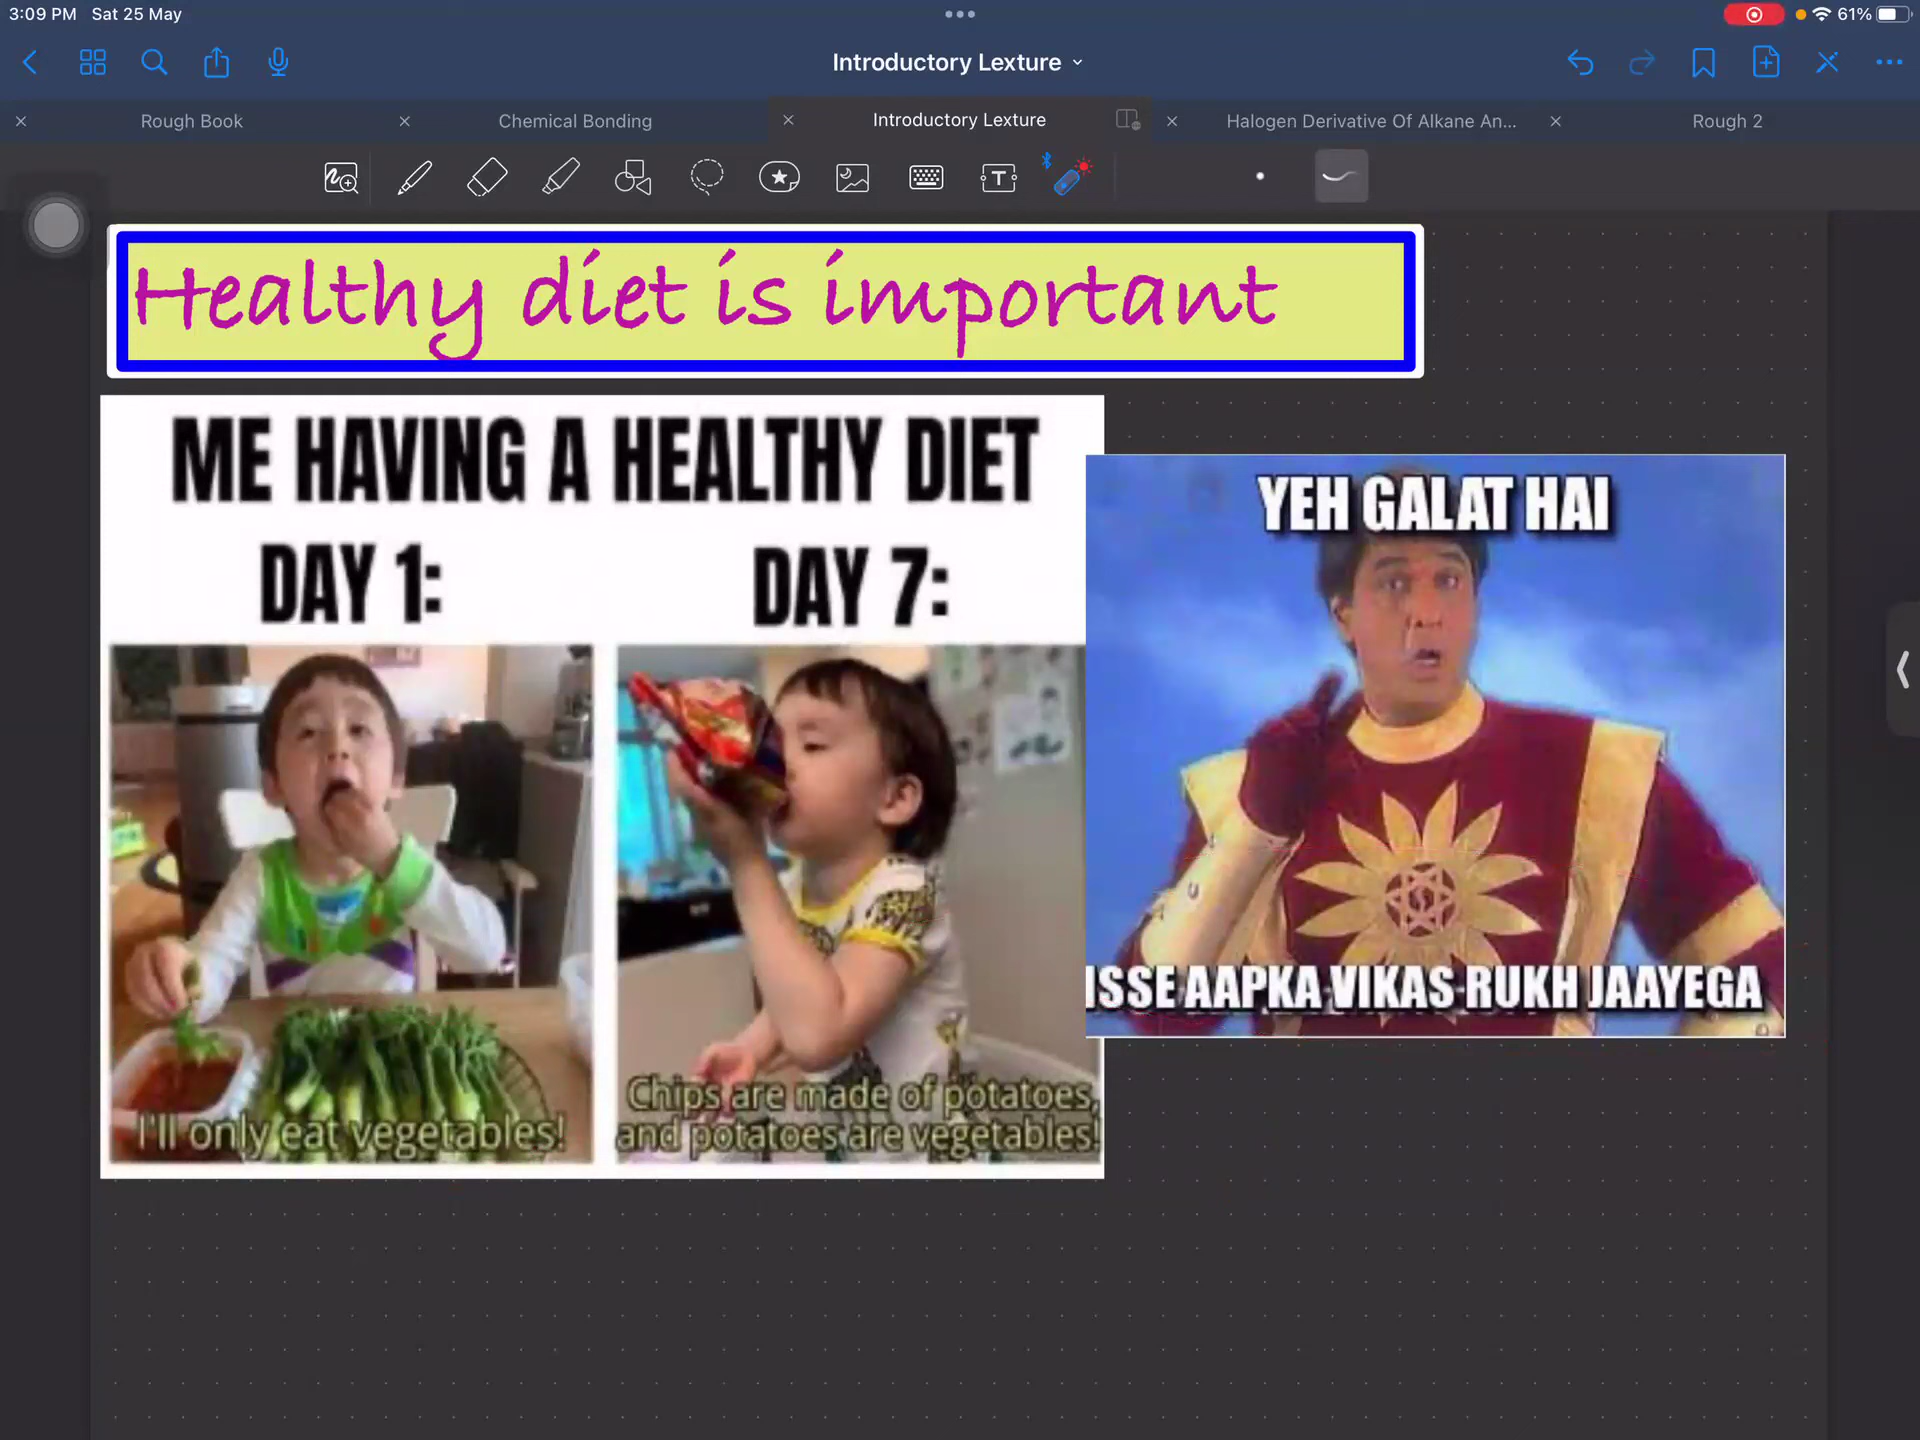 3:09 PM Sat 25 May
61%
Introductory Lexture
Rough Book
Chemical Bonding
Introductory Lexture
Halogen Derivative Of Alkane An...
Rough 2
Healthy diet is important
ME HAVING A HEALTHY DIET
DAY 1:
DAY 7:
I'll only eat vegetables!
Chips are made of potatoes,
and potatoes are vegetables!
YEH GALAT HAI
ISSE AAPKA VIKAS RUKH JAAYEGA